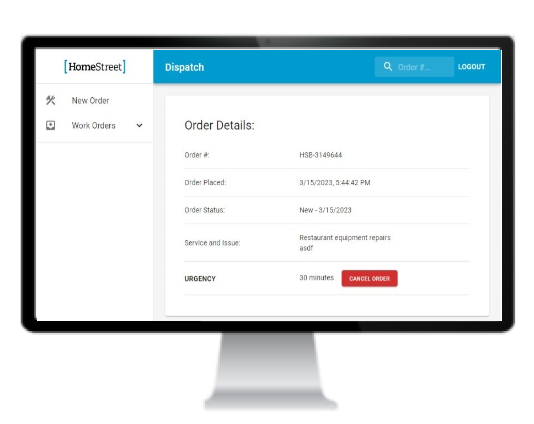 [HomeStreet]
Dispatch
Order #...
LOGOUT
New Order
Work Orders
Order Details:
Order #: HSB-3149644
Order Placed: 3/15/2023, 5:44:42 PM
Order Status: New - 3/15/2023
Service and Issue: Restaurant equipment repairs
asdf
URGENCY 30 minutes CANCEL ORDER